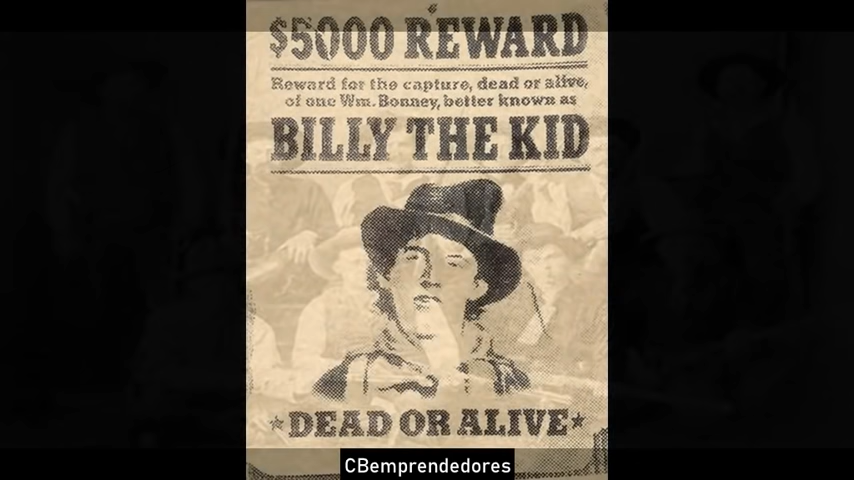 $5000 REWARD
Reward for the capture, dead or alive,
of one Wm. Bonney, better known as
BILLY THE KID
★DEAD OR ALIVE★
CBemprendedores